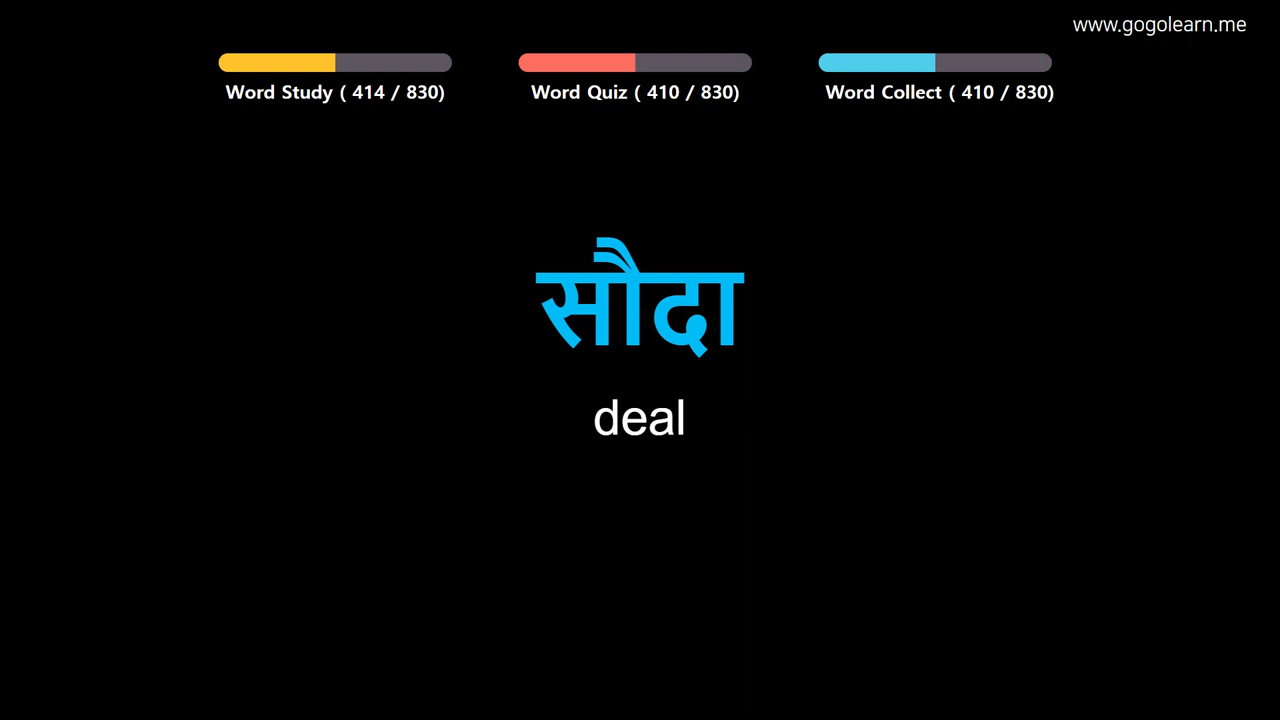 www.gogolearn.me
Word Study ( 414 / 830)
Word Quiz ( 410 / 830)
Word Collect ( 410 / 830)
सौदा
deal